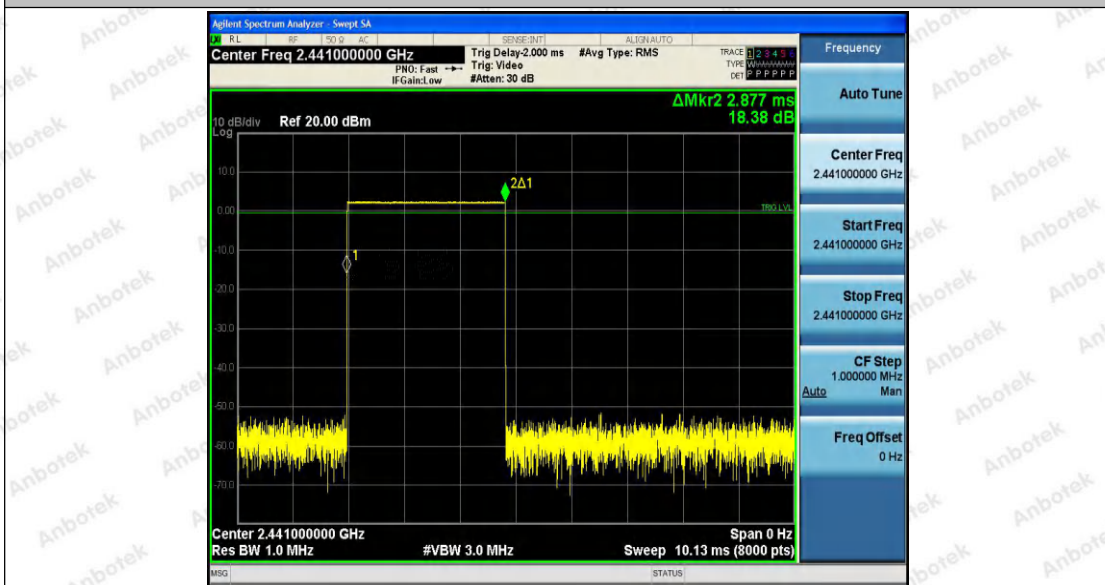 Agilent Spectrum Analyzer - Swept SA
RL RF 50 Ω AC SENSE:INT ALIGNAUTO
Center Freq 2.441000000 GHz
PNO: Fast
IFGain:Low
Trig Delay-2.000 ms
Trig: Video
#Atten: 30 dB
#Avg Type: RMS
TRACE 1 2 3 4 5 6
TYPE
DET P P P P P P
ΔMkr2 2.877 ms
18.38 dB
10 dB/div Ref 20.00 dBm
Log
10.0
0.00
-10.0
-20.0
-30.0
-40.0
-50.0
-60.0
-70.0
2Δ1
TRIG LVL
1
Center 2.441000000 GHz
Span 0 Hz
Res BW 1.0 MHz
#VBW 3.0 MHz
Sweep 10.13 ms (8000 pts)
MSG
STATUS
Frequency
Auto Tune
Center Freq
2.441000000 GHz
Start Freq
2.441000000 GHz
Stop Freq
2.441000000 GHz
CF Step
1.000000 MHz
Auto Man
Freq Offset
0 Hz
Anbotek